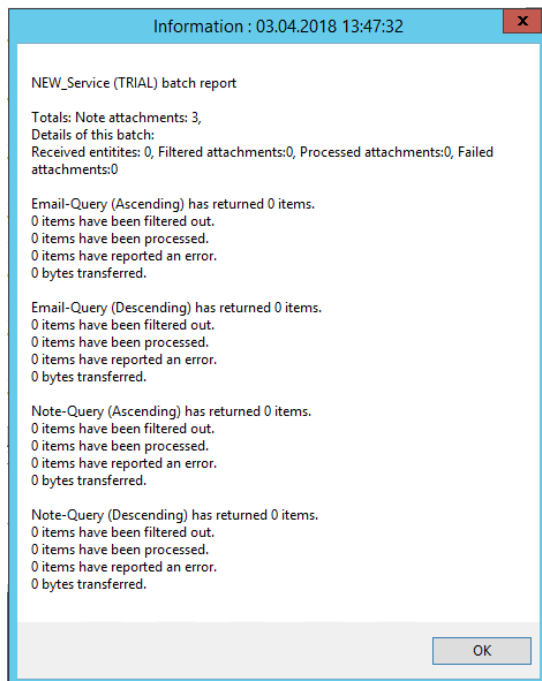 Information : 03.04.2018 13:47:32
x
NEW_Service (TRIAL) batch report
Totals: Note attachments: 3,
Details of this batch:
Received entitites: 0, Filtered attachments:0, Processed attachments:0, Failed
attachments:0
Email-Query (Ascending) has returned 0 items.
0 items have been filtered out.
0 items have been processed.
0 items have reported an error.
0 bytes transferred.
Email-Query (Descending) has returned 0 items.
0 items have been filtered out.
0 items have been processed.
0 items have reported an error.
0 bytes transferred.
Note-Query (Ascending) has returned 0 items.
0 items have been filtered out.
0 items have been processed.
0 items have reported an error.
0 bytes transferred.
Note-Query (Descending) has returned 0 items.
0 items have been filtered out.
0 items have been processed.
0 items have reported an error.
0 bytes transferred.
OK